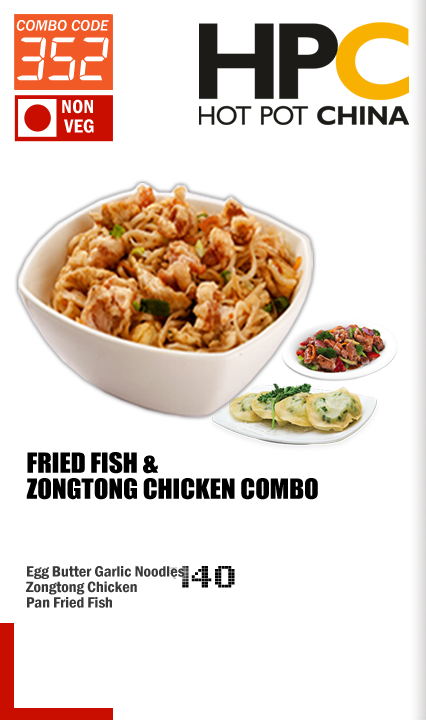 COMBO CODE
352
NON
VEG
HPC
HOT POT CHINA
FRIED FISH &
ZONGTONG CHICKEN COMBO
Egg Butter Garlic Noodles 140
Zongtong Chicken
Pan Fried Fish